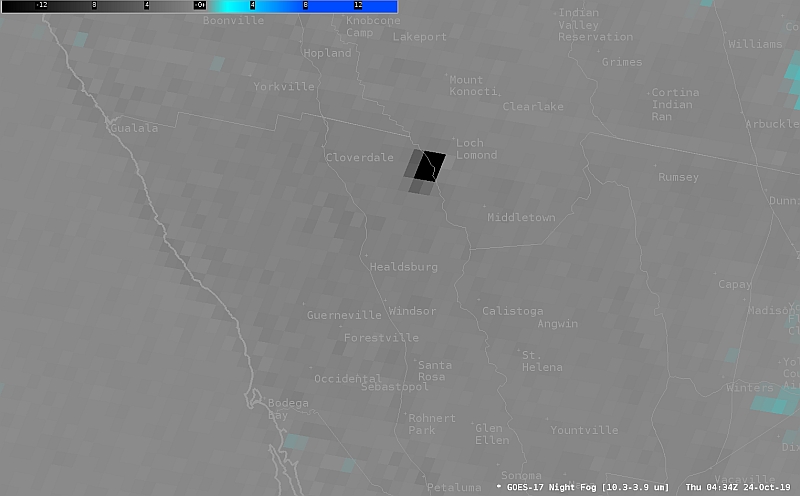 -12 8 4 -0+ 4 8 12
Boonville
Knobcone
Camp
Lakeport
Indian
Valley
Reservation
Williams
Hopland
Grimes
Yorkville
Mount
Konocti
Clearlake
Cortina
Indian
Ran
Arbuckle
Gualala
Cloverdale
Loch
Lomond
Rumsey
Middletown
Healdsburg
Capay
Guerneville
Windsor
Calistoga
Angwin
Madison
Forestville
St.
Helena
Santa
Rosa
Occidental
Sebastopol
Winters
Bodega
Bay
Rohnert
Park
Glen
Ellen
Yountville
Petaluma
Sonoma
Vacaville
* GOES-17 Night Fog [10.3-3.9 um] Thu 04:34Z 24-Oct-19